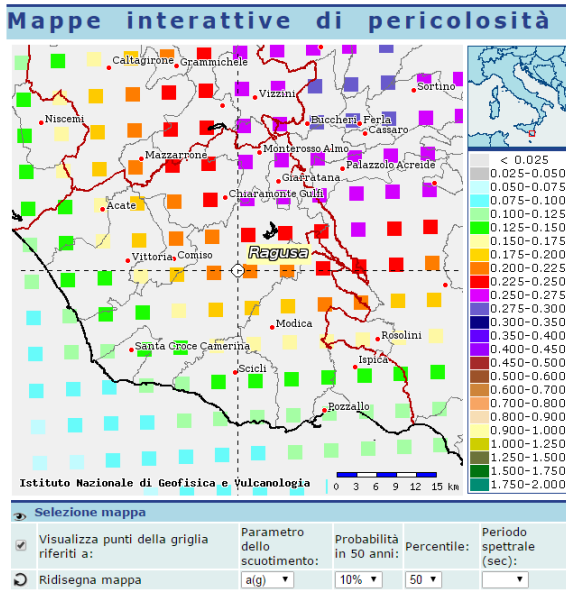 Mappe interattive di pericolosità
Caltagirone Grammichele
Sortino
Vizzini
Niscemi
Buccheri Ferla
Cassaro
Monterosso Almo
Mazzarrone
Palazzolo Acreide
Giarratana
Chiaramonte Gulfi
Acate
Ragusa
Vittoria Comiso
Modica
Rosolini
Santa Croce Camerina
Ispica
Scicli
Pozzallo
Istituto Nazionale di Geofisica e Vulcanologia
0 3 6 9 12 15 km
< 0.025
0.025-0.050
0.050-0.075
0.075-0.100
0.100-0.125
0.125-0.150
0.150-0.175
0.175-0.200
0.200-0.225
0.225-0.250
0.250-0.275
0.275-0.300
0.300-0.350
0.350-0.400
0.400-0.450
0.450-0.500
0.500-0.600
0.600-0.700
0.700-0.800
0.800-0.900
0.900-1.000
1.000-1.250
1.250-1.500
1.500-1.750
1.750-2.000
Selezione mappa
Visualizza punti della griglia riferiti a:
Parametro dello scuotimento:
Probabilità in 50 anni:
Percentile:
Periodo spettrale (sec):
Ridisegna mappa
a(g)
10%
50